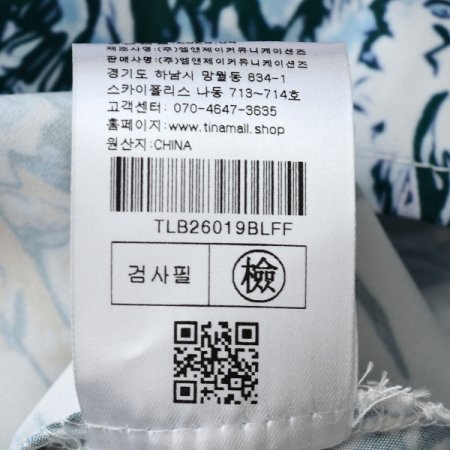 제조사명:(주)엠앤제이커뮤니케이션즈
판매사명:(주)엠앤제이커뮤니케이션즈
경기도 하남시 망월동 834-1
스카이폴리스 나동 713~714호
고객센터: 070-4647-3635
홈페이지:www.tinamall.shop
원산지:CHINA
TLB26019BLFF
검사필 檢